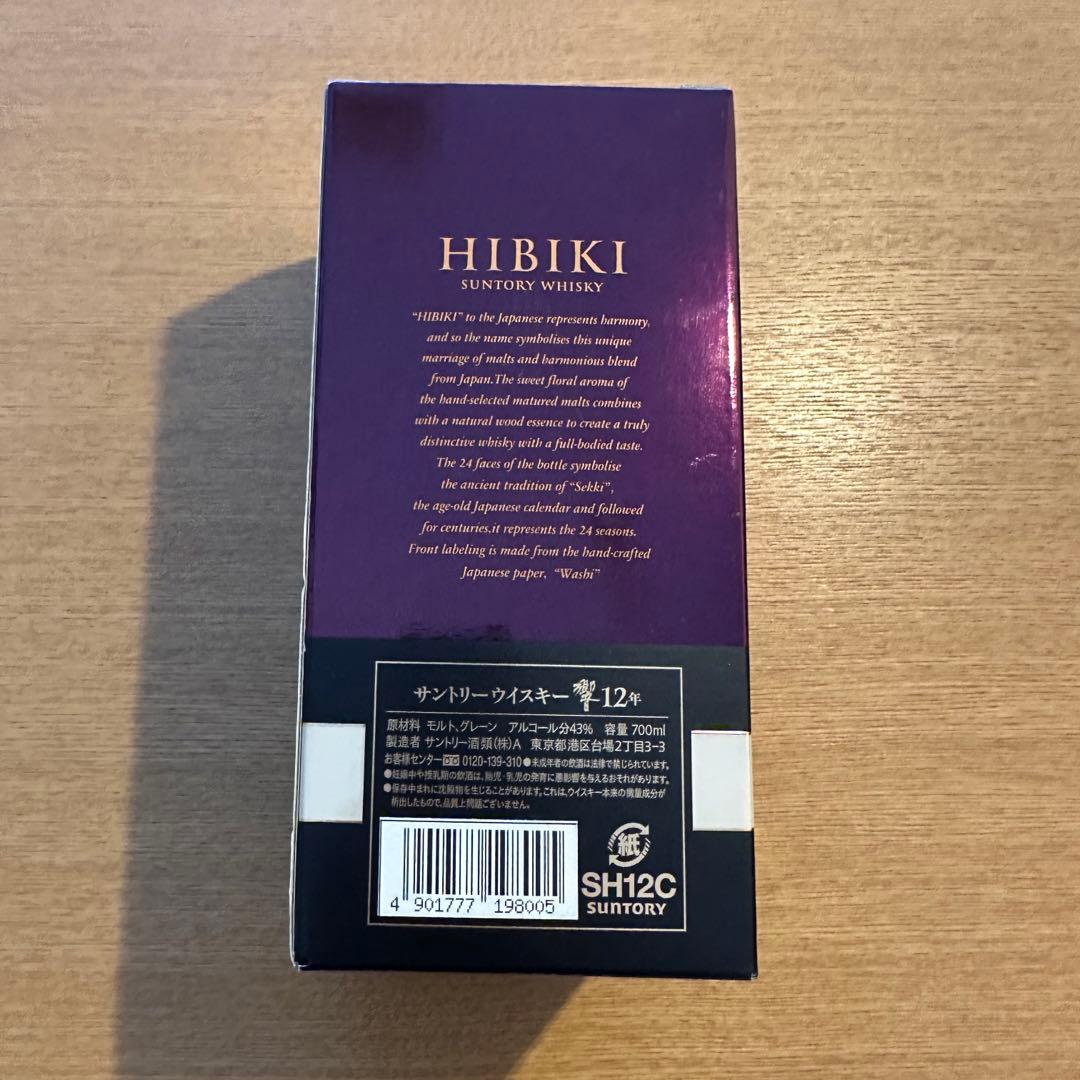 HIBIKI
SUNTORY WHISKY
“HIBIKI” to the Japanese represents harmony,
and so the name symbolises this unique
marriage of malts and harmonious blend
from Japan.The sweet floral aroma of
the hand-selected matured malts combines
with a natural wood essence to create a truly
distinctive whisky with a full-bodied taste.
The 24 faces of the bottle symbolise
the ancient tradition of “Sekki”,
the age-old Japanese calendar and followed
for centuries.it represents the 24 seasons.
Front labeling is made from the hand-crafted
Japanese paper, “Washi”
サントリーウイスキー 響12年
原材料 モルト、グレーン アルコール分43% 容量 700ml
製造者 サントリー酒類(株)A 東京都港区台場2丁目3-3
お客様センター 0120-139-310 ●未成年者の飲酒は法律で禁じられています。
●妊娠中や授乳期の飲酒は、胎児・乳児の発育に悪影響を与えるおそれがあります。
●保存中まれに沈殿物を生じることがあります。これは、ウイスキー本来の微量成分が
析出したもので、品質上問題ございません。
紙
SH12C
SUNTORY
4 901777 198005